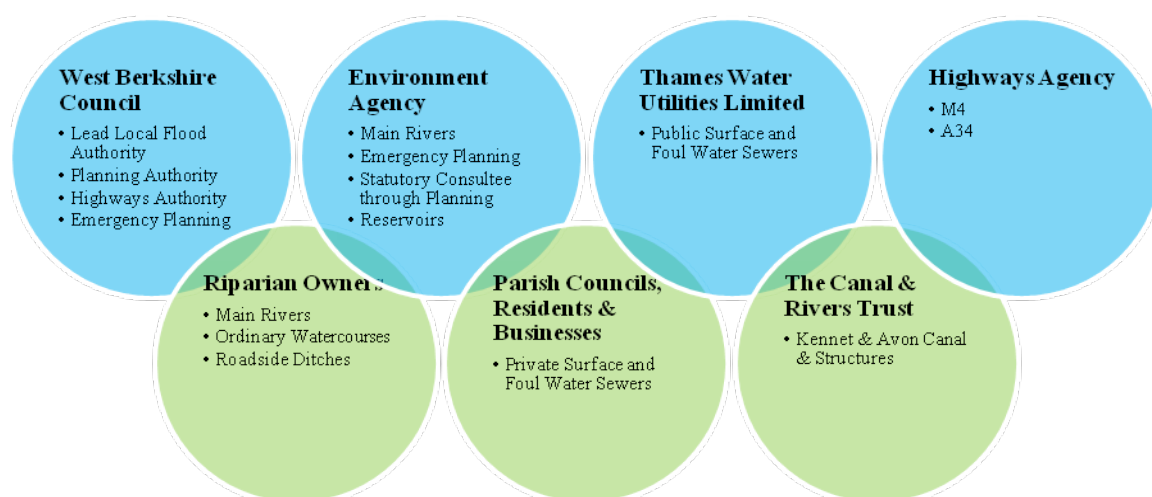 West Berkshire
Council
• Lead Local Flood
Authority
• Planning Authority
• Highways Authority
• Emergency Planning
Environment
Agency
• Main Rivers
• Emergency Planning
• Statutory Consultee
through Planning
• Reservoirs
Thames Water
Utilities Limited
• Public Surface and
Foul Water Sewers
Highways Agency
• M4
• A34
Riparian Owners
• Main Rivers
• Ordinary Watercourses
• Roadside Ditches
Parish Councils,
Residents &
Businesses
• Private Surface and
Foul Water Sewers
The Canal &
Rivers Trust
• Kennet & Avon Canal
& Structures